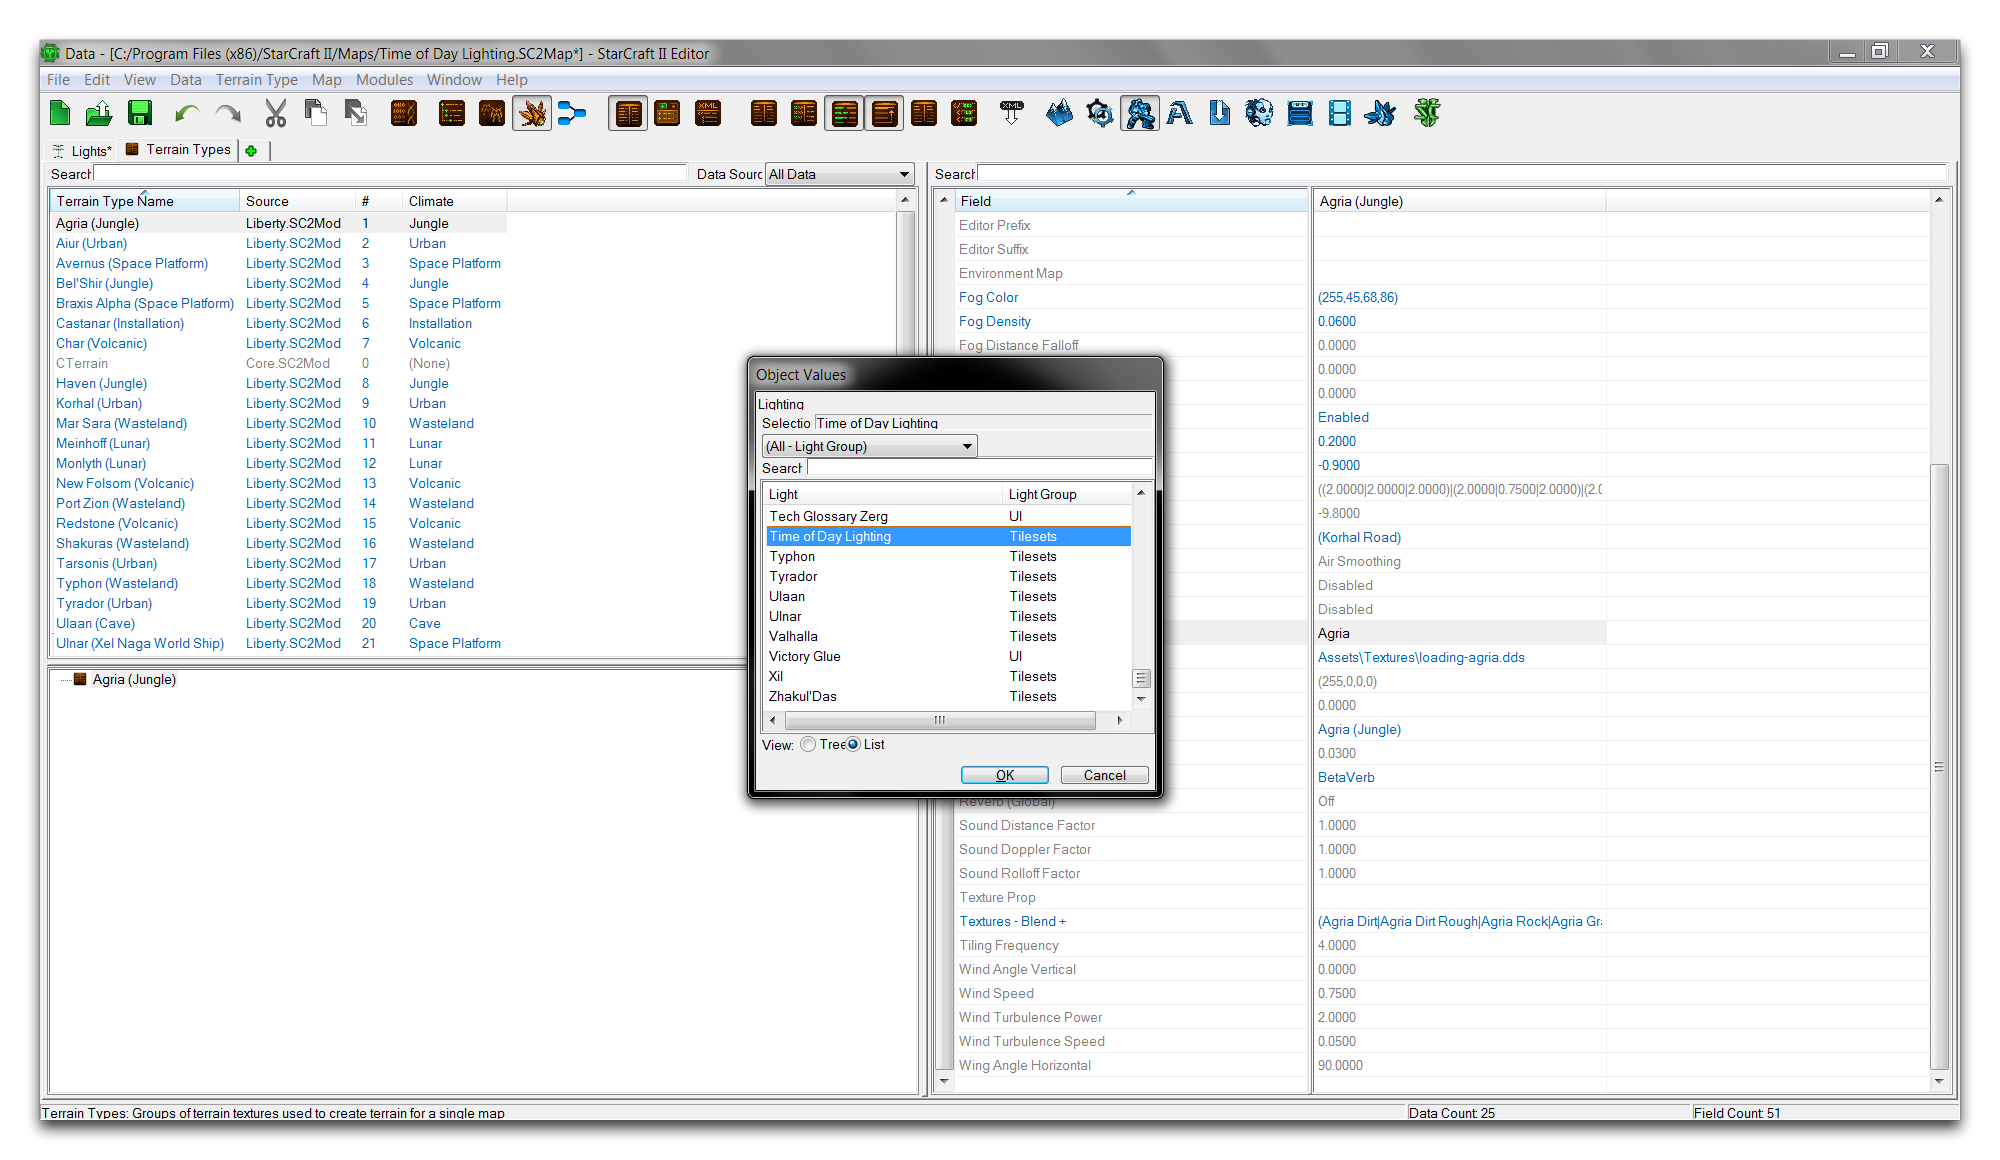 Data - [C:/Program Files (x86)/StarCraft II/Maps/Time of Day Lighting.SC2Map*] - StarCraft II Editor
File Edit View Data Terrain Type Map Modules Window Help
Lights* Terrain Types
Search Data Sourc All Data
Terrain Type Name Source # Climate
Agria (Jungle) Liberty.SC2Mod 1 Jungle
Aiur (Urban) Liberty.SC2Mod 2 Urban
Avernus (Space Platform) Liberty.SC2Mod 3 Space Platform
Bel'Shir (Jungle) Liberty.SC2Mod 4 Jungle
Braxis Alpha (Space Platform) Liberty.SC2Mod 5 Space Platform
Castanar (Installation) Liberty.SC2Mod 6 Installation
Char (Volcanic) Liberty.SC2Mod 7 Volcanic
CTerrain Core.SC2Mod 0 (None)
Haven (Jungle) Liberty.SC2Mod 8 Jungle
Korhal (Urban) Liberty.SC2Mod 9 Urban
Mar Sara (Wasteland) Liberty.SC2Mod 10 Wasteland
Meinhoff (Lunar) Liberty.SC2Mod 11 Lunar
Monlyth (Lunar) Liberty.SC2Mod 12 Lunar
New Folsom (Volcanic) Liberty.SC2Mod 13 Volcanic
Port Zion (Wasteland) Liberty.SC2Mod 14 Wasteland
Redstone (Volcanic) Liberty.SC2Mod 15 Volcanic
Shakuras (Wasteland) Liberty.SC2Mod 16 Wasteland
Tarsonis (Urban) Liberty.SC2Mod 17 Urban
Typhon (Wasteland) Liberty.SC2Mod 18 Wasteland
Tyrador (Urban) Liberty.SC2Mod 19 Urban
Ulaan (Cave) Liberty.SC2Mod 20 Cave
Ulnar (Xel Naga World Ship) Liberty.SC2Mod 21 Space Platform
Agria (Jungle)
Object Values
Lighting
Selectio Time of Day Lighting
(All - Light Group)
Search
Light Light Group
Tech Glossary Zerg UI
Time of Day Lighting Tilesets
Typhon Tilesets
Tyrador Tilesets
Ulaan Tilesets
Ulnar Tilesets
Valhalla Tilesets
Victory Glue UI
Xil Tilesets
Zhakul'Das Tilesets
View: Tree List
OK Cancel
Search
Field Agria (Jungle)
Editor Prefix
Editor Suffix
Environment Map
Fog Color (255,45,68,86)
Fog Density 0.0600
Fog Distance Falloff 0.0000
0.0000
0.0000
Enabled
0.2000
-0.9000
((2.0000|2.0000|2.0000)|(2.0000|0.7500|2.0000)|(2.0
-9.8000
(Korhal Road)
Air Smoothing
Disabled
Disabled
Agria
Assets\Textures\loading-agria.dds
(255,0,0,0)
0.0000
Agria (Jungle)
0.0300
BetaVerb
Reverb (Global) Off
Sound Distance Factor 1.0000
Sound Doppler Factor 1.0000
Sound Rolloff Factor 1.0000
Texture Prop
Textures - Blend + (Agria Dirt|Agria Dirt Rough|Agria Rock|Agria Gr
Tiling Frequency 4.0000
Wind Angle Vertical 0.0000
Wind Speed 0.7500
Wind Turbulence Power 2.0000
Wind Turbulence Speed 0.0500
Wing Angle Horizontal 90.0000
Terrain Types: Groups of terrain textures used to create terrain for a single map Data Count: 25 Field Count: 51